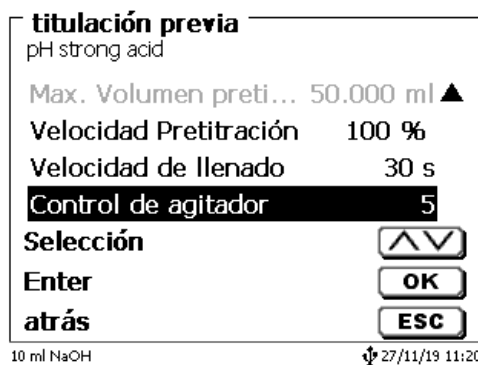 titulación previa
pH strong acid
Max. Volumen preti... 50.000 ml ▲
Velocidad Pretitración 100 %
Velocidad de llenado 30 s
Control de agitador 5
Selección
Enter OK
atrás ESC
10 ml NaOH 27/11/19 11:20